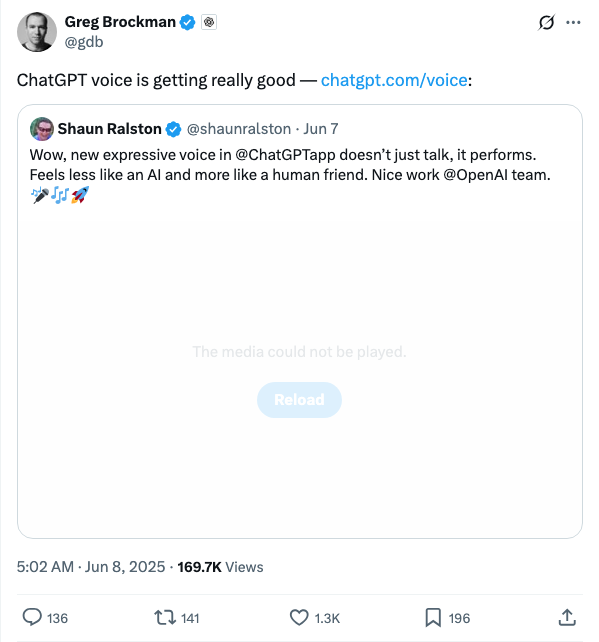 Greg Brockman
@gdb
ChatGPT voice is getting really good — chatgpt.com/voice:
Shaun Ralston @shaunralston · Jun 7
Wow, new expressive voice in @ChatGPTapp doesn’t just talk, it performs.
Feels less like an AI and more like a human friend. Nice work @OpenAI team.
🎤🎶🚀
The media could not be played.
Reload
5:02 AM · Jun 8, 2025 · 169.7K Views
136 141 1.3K 196